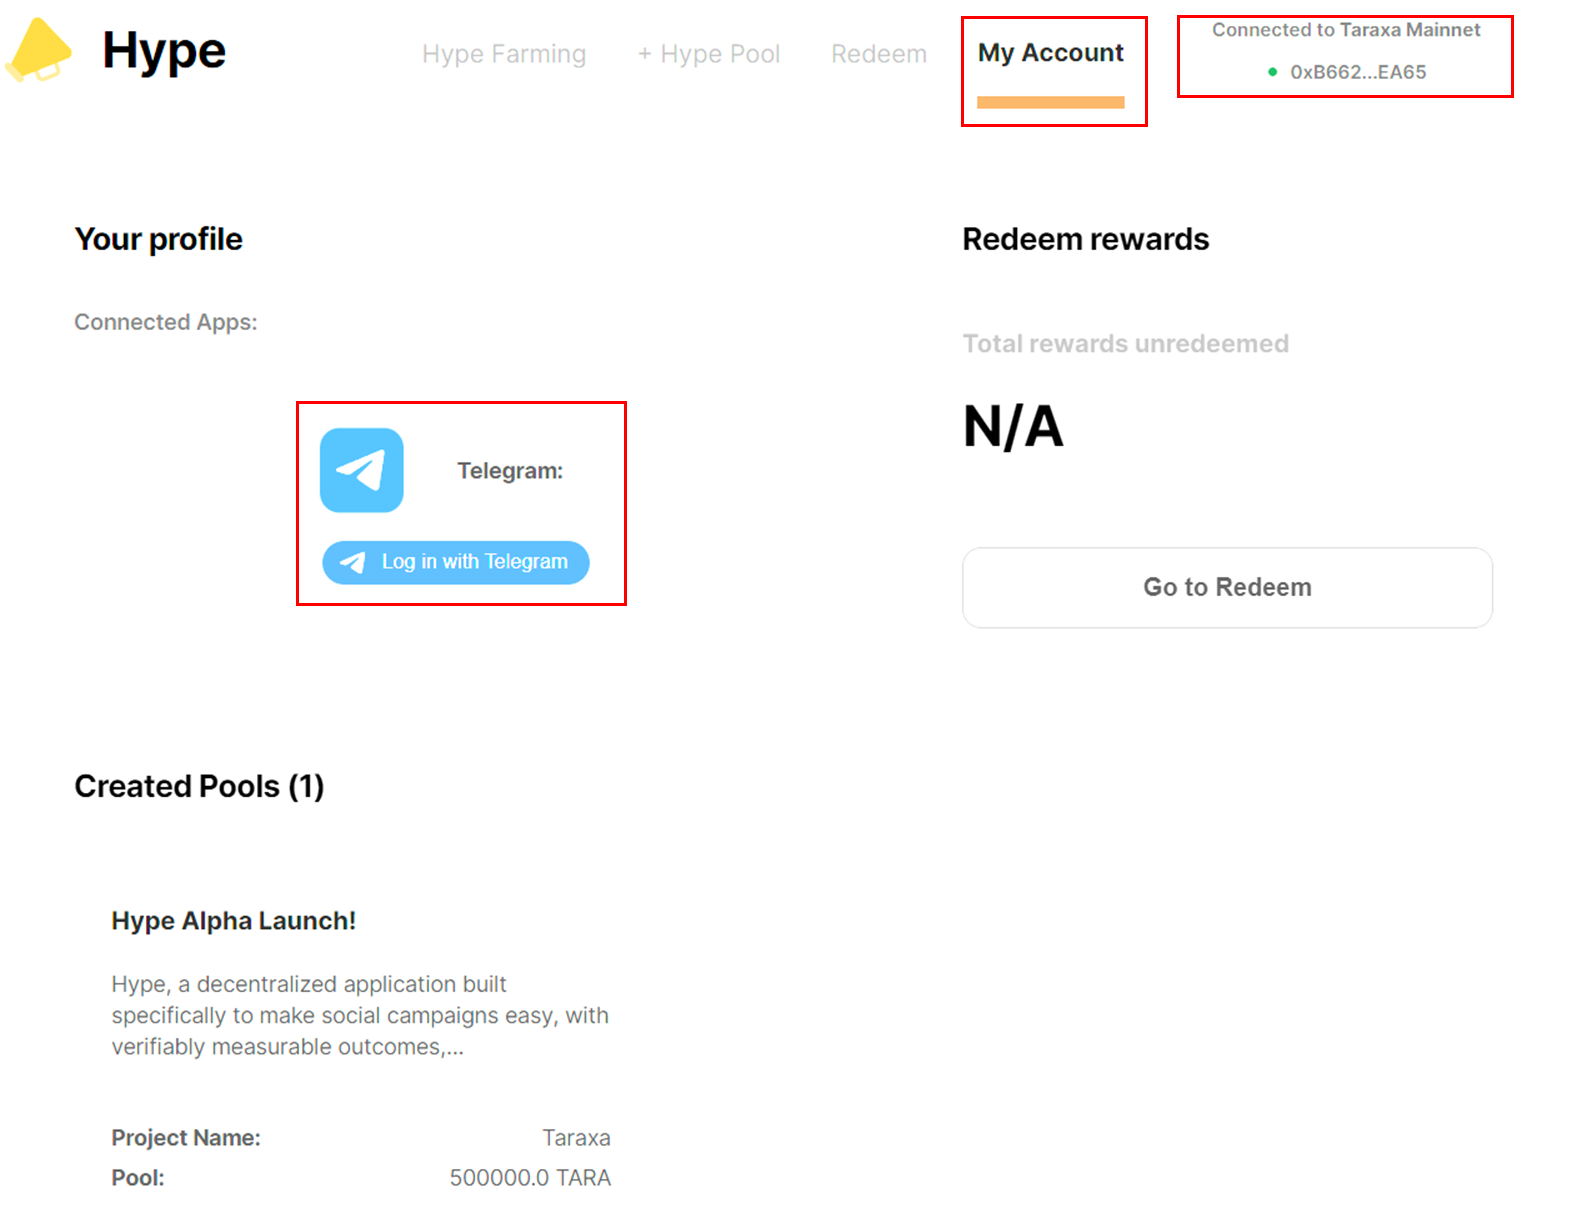 Hype
Hype Farming
+ Hype Pool
Redeem
My Account
Connected to Taraxa Mainnet
0xB662...EA65
Your profile
Connected Apps:
Telegram:
Log in with Telegram
Redeem rewards
Total rewards unredeemed
N/A
Go to Redeem
Created Pools (1)
Hype Alpha Launch!
Hype, a decentralized application built
specifically to make social campaigns easy, with
verifiably measurable outcomes,...
Project Name: Taraxa
Pool: 500000.0 TARA